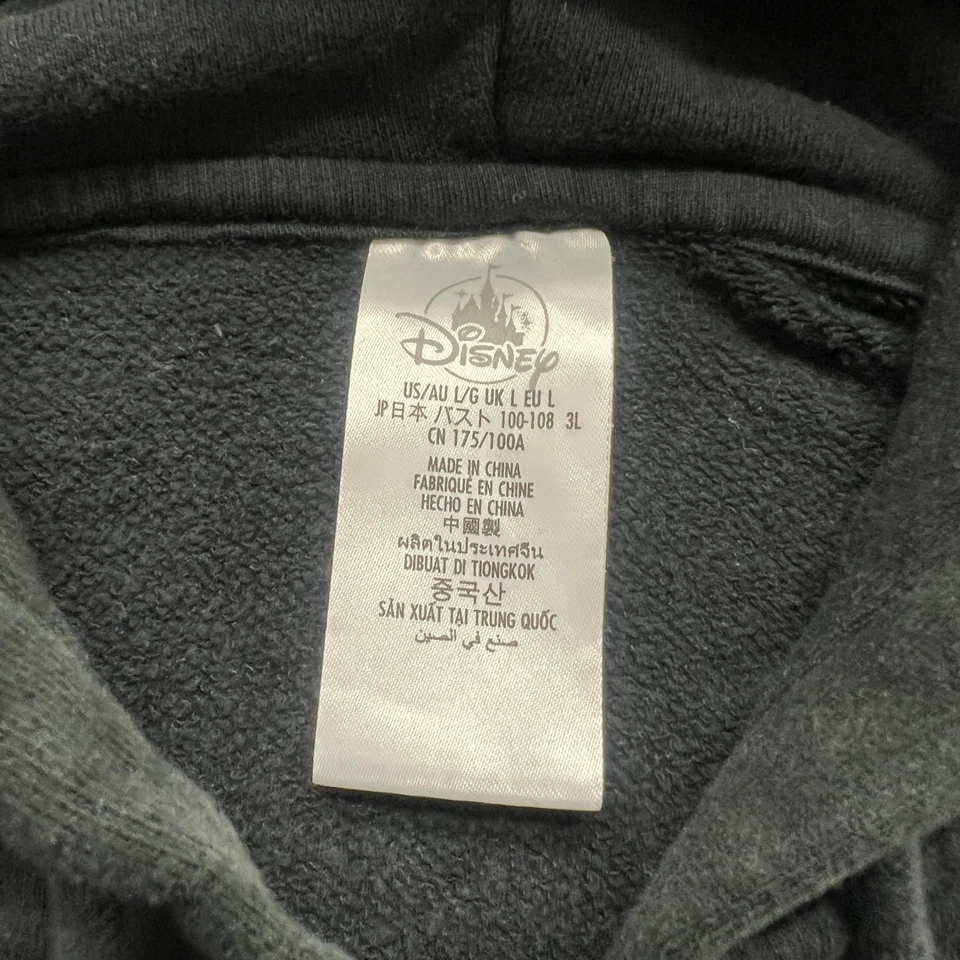 Disney
US/AU L/G UK L EU L
JP日本 バスト 100-108 3L
CN 175/100A
MADE IN CHINA
FABRIQUÉ EN CHINE
HECHO EN CHINA
中國製
ผลิตในประเทศจีน
DIBUAT DI TIONGKOK
중국산
SẢN XUẤT TẠI TRUNG QUỐC
صنع في الصين